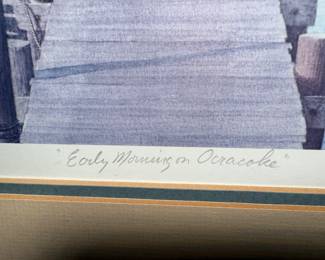 "Early Morning on Ocracoke"